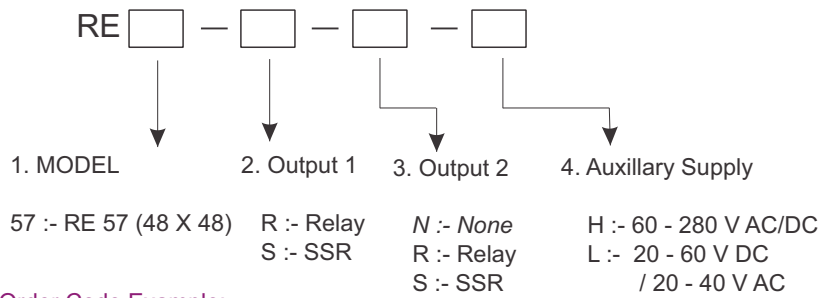 RE — — —
1. MODEL 2. Output 1 3. Output 2 4. Auxillary Supply
57 :- RE 57 (48 X 48) R :- Relay N :- None H :- 60 - 280 V AC/DC
S :- SSR R :- Relay L :- 20 - 60 V DC
S :- SSR / 20 - 40 V AC
Order Code Example: